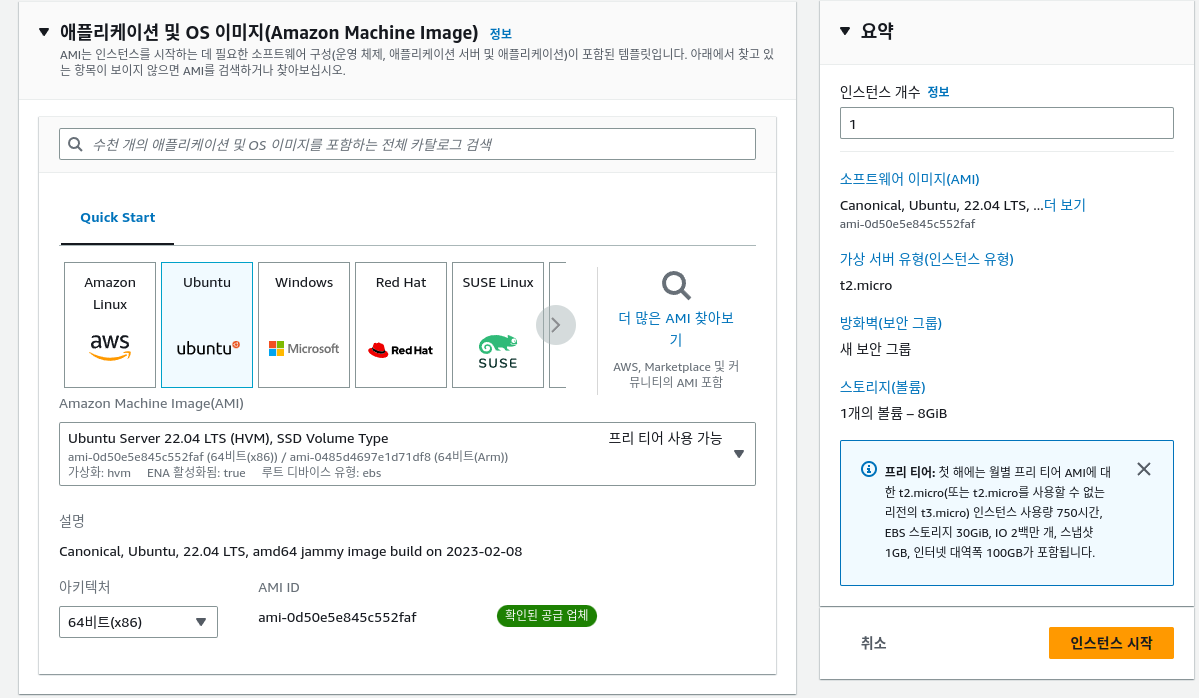 애플리케이션 및 OS 이미지(Amazon Machine Image) 정보
AMI는 인스턴스를 시작하는 데 필요한 소프트웨어 구성(운영 체제, 애플리케이션 서버 및 애플리케이션)이 포함된 템플릿입니다. 아래에서 찾고 있
는 항목이 보이지 않으면 AMI를 검색하거나 찾아보십시오.
수천 개의 애플리케이션 및 OS 이미지를 포함하는 전체 카탈로그 검색
Quick Start
Amazon
Linux
aws
Ubuntu
ubuntu
Windows
Microsoft
Red Hat
Red Hat
SUSE Linux
SUSE
더 많은 AMI 찾아보
기
AWS, Marketplace 및 커
뮤니티의 AMI 포함
Amazon Machine Image(AMI)
Ubuntu Server 22.04 LTS (HVM), SSD Volume Type 프리 티어 사용 가능
ami-0d50e5e845c552faf (64비트(x86)) / ami-0485d4697e1d71df8 (64비트(Arm))
가상화: hvm ENA 활성화됨: true 루트 디바이스 유형: ebs
설명
Canonical, Ubuntu, 22.04 LTS, amd64 jammy image build on 2023-02-08
아키텍처 AMI ID
64비트(x86) ami-0d50e5e845c552faf 확인된 공급 업체
요약
인스턴스 개수 정보
1
소프트웨어 이미지(AMI)
Canonical, Ubuntu, 22.04 LTS, ...더 보기
ami-0d50e5e845c552faf
가상 서버 유형(인스턴스 유형)
t2.micro
방화벽(보안 그룹)
새 보안 그룹
스토리지(볼륨)
1개의 볼륨 – 8GiB
프리 티어: 첫 해에는 월별 프리 티어 AMI에 대
한 t2.micro(또는 t2.micro를 사용할 수 없는
리전의 t3.micro) 인스턴스 사용량 750시간,
EBS 스토리지 30GiB, IO 2백만 개, 스냅샷
1GB, 인터넷 대역폭 100GB가 포함됩니다.
취소 인스턴스 시작